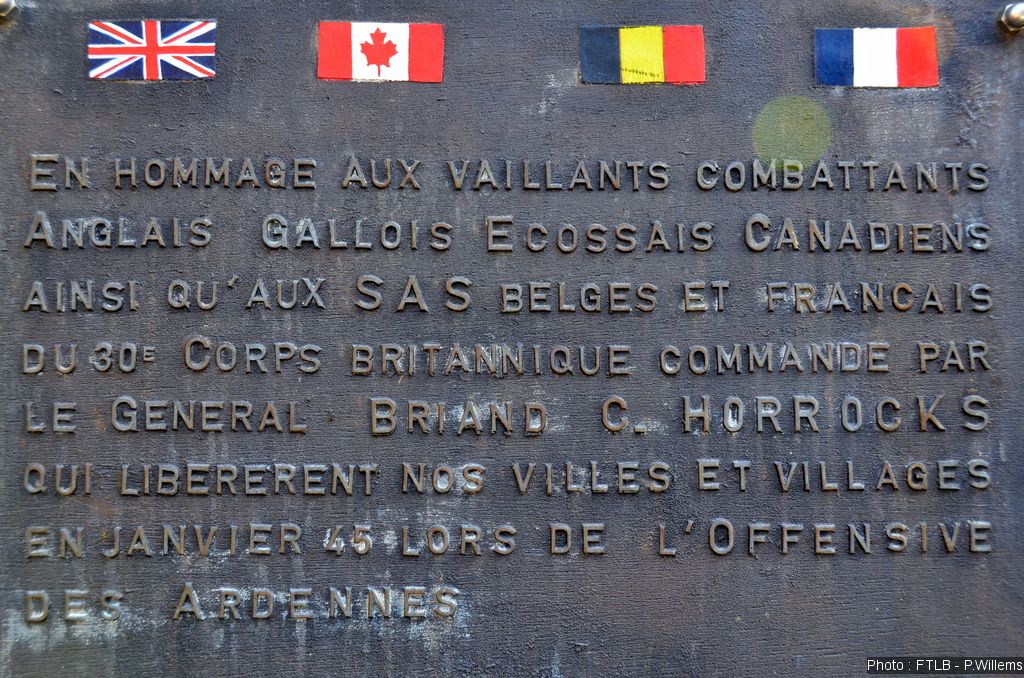 En hommage aux vaillants combattants
Anglais Gallois Ecossais Canadiens
ainsi qu'aux SAS belges et francais
du 30e Corps britannique commande par
le General Briand C. HORROCKS
qui libererent nos villes et villages
en janvier 45 lors de l'Offensive
des Ardennes
Photo : FTLB - P.Willems